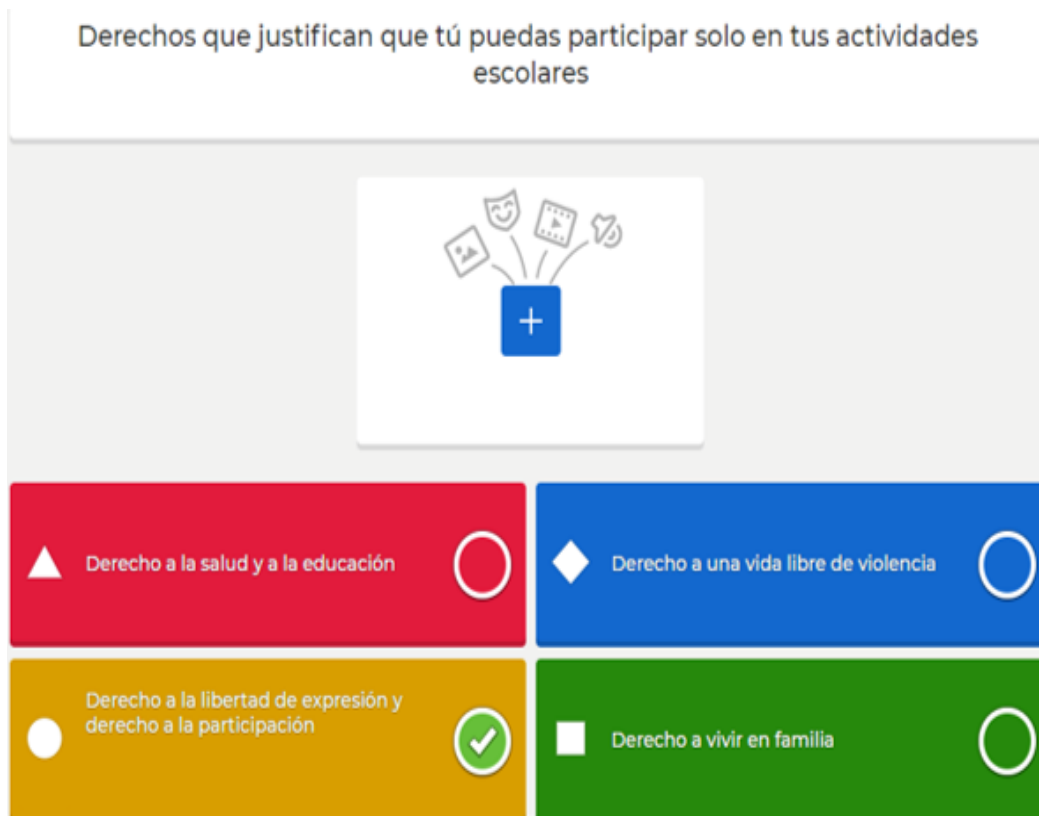 Derechos que justifican que tú puedas participar solo en tus actividades
escolares
Derecho a la salud y a la educación
Derecho a una vida libre de violencia
Derecho a la libertad de expresión y
derecho a la participación
Derecho a vivir en familia